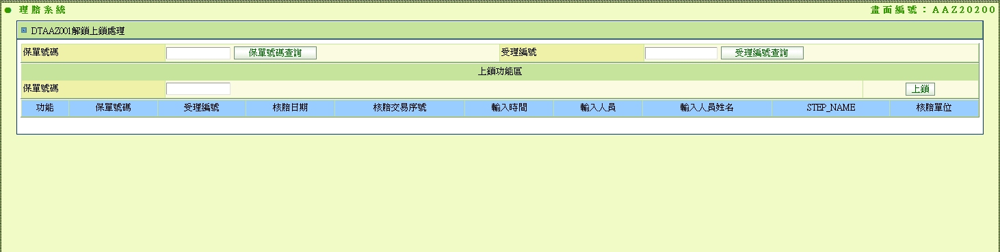 理賠系統 畫面編號：AAZ20200
DTAAZ001解鎖上鎖處理
保單號碼 保單號碼查詢 受理編號 受理編號查詢
上鎖功能區
保單號碼 上鎖
功能 保單號碼 受理編號 核賠日期 核賠交易序號 輸入時間 輸入人員 輸入人員姓名 STEP_NAME 核賠單位